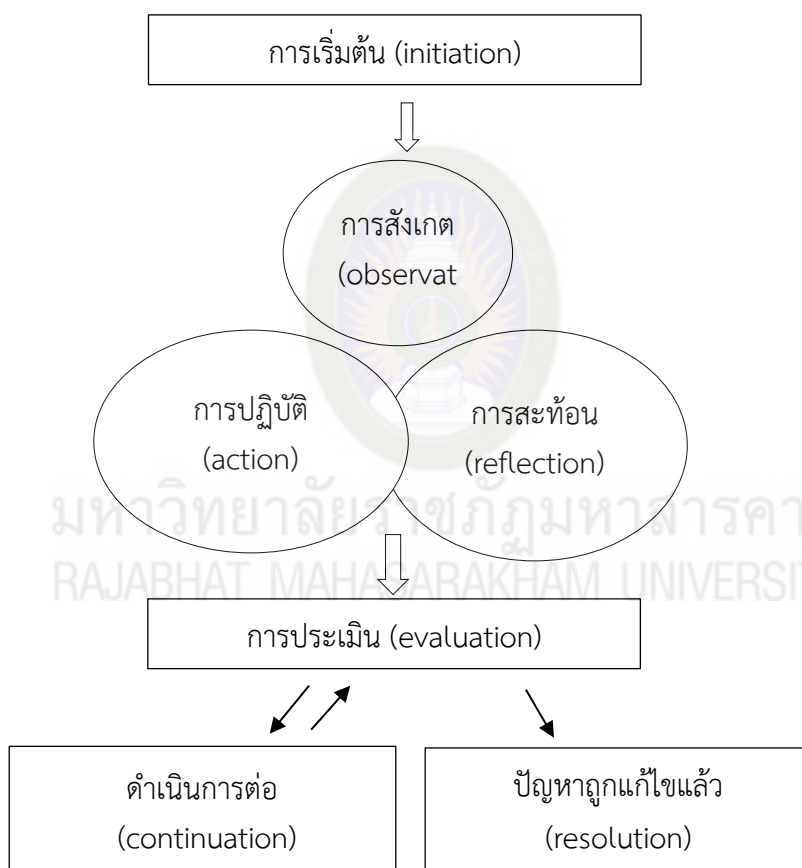 การเริ่มต้น (initiation)
การสังเกต
(observat
การปฏิบัติ
(action)
การสะท้อน
(reflection)
มหาวิทยาลัยราชภัฏมหาสารคา
RAJABHAT MAHASARAKHAM UNIVERSIT
การประเมิน (evaluation)
ดำเนินการต่อ
(continuation)
ปัญหาถูกแก้ไขแล้ว
(resolution)